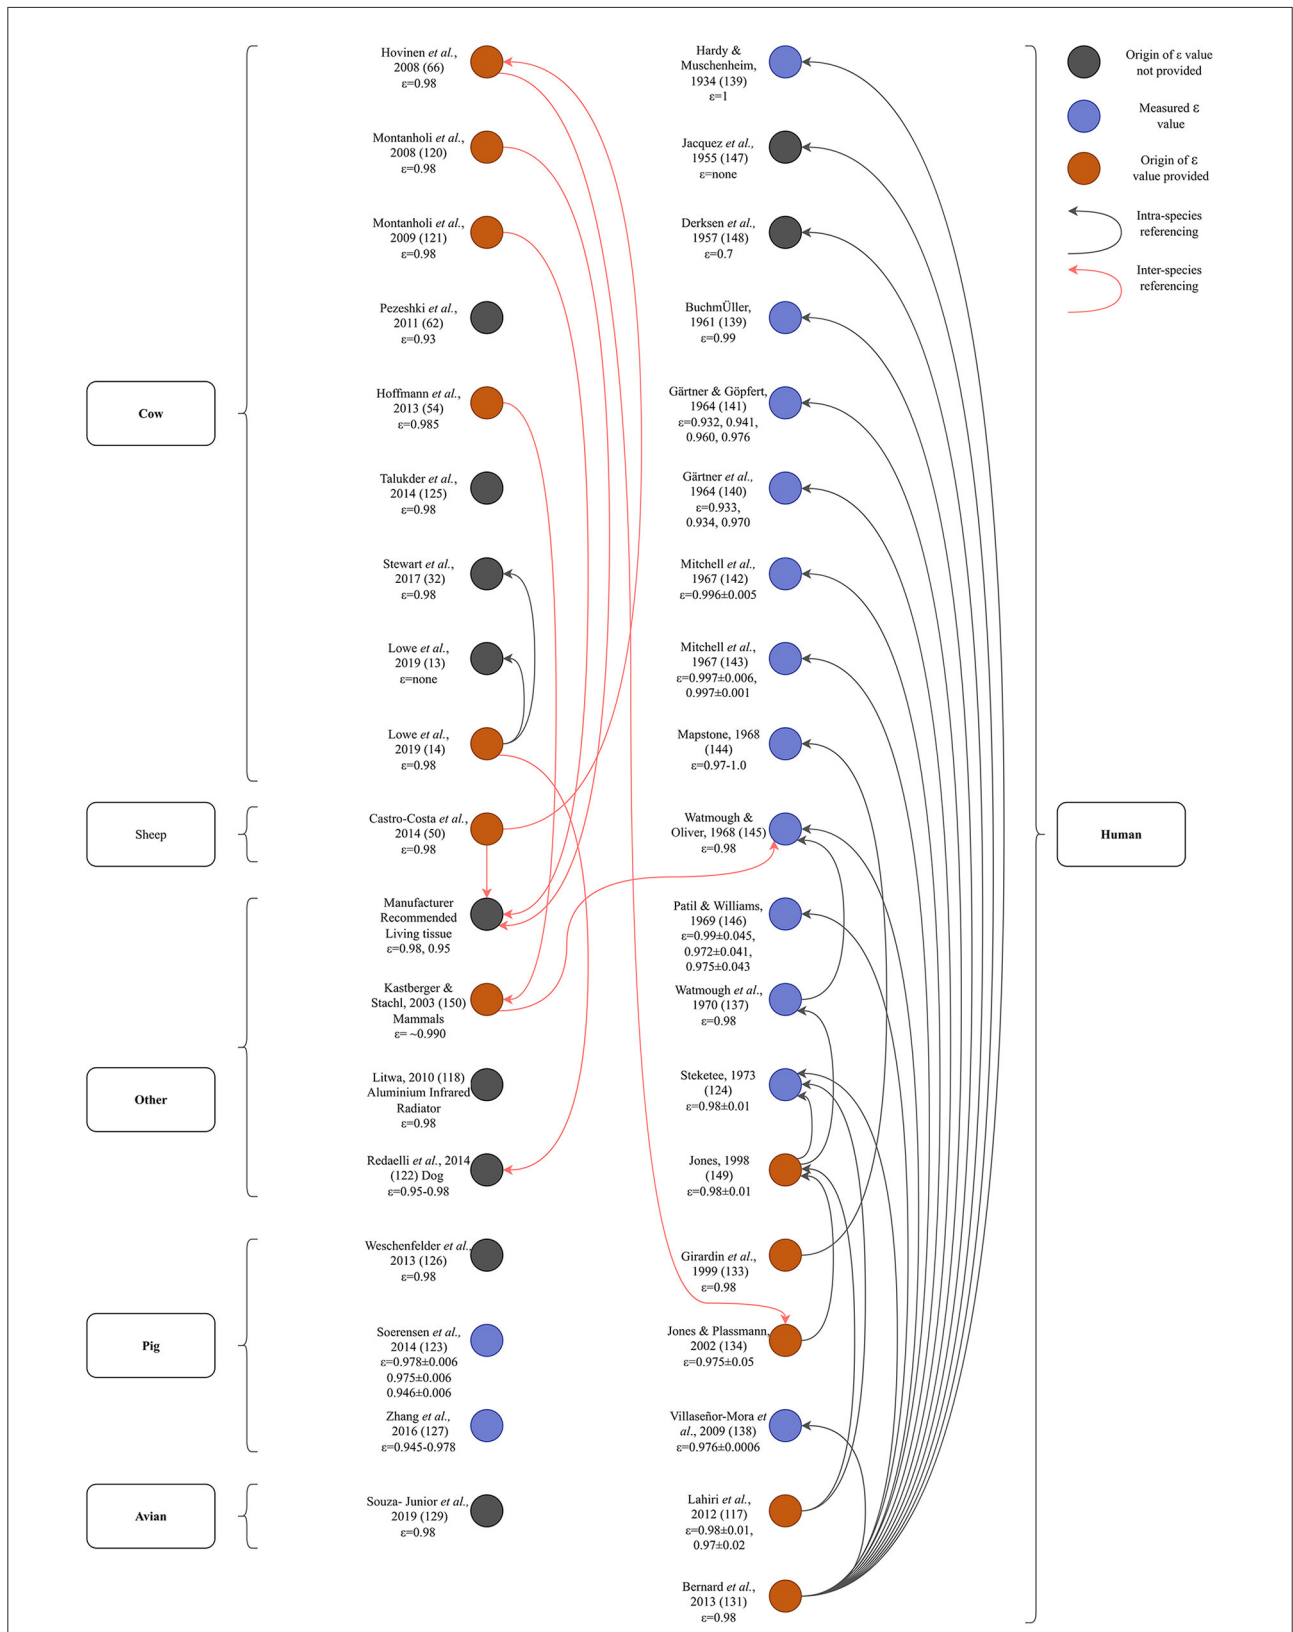 Cow
Sheep
Other
Pig
Avian
Hovinen et al.,
2008 (66)
ε=0.98
Montanholi et al.,
2008 (120)
ε=0.98
Montanholi et al.,
2009 (121)
ε=0.98
Pezeshki et al.,
2011 (62)
ε=0.93
Hoffmann et al.,
2013 (54)
ε=0.985
Talukder et al.,
2014 (125)
ε=0.98
Stewart et al.,
2017 (32)
ε=0.98
Lowe et al.,
2019 (13)
ε=none
Lowe et al.,
2019 (14)
ε=0.98
Castro-Costa et al.,
2014 (50)
ε=0.98
Manufacturer
Recommended
Living tissue
ε=0.98, 0.95
Kastberger &
Stachl, 2003 (150)
Mammals
ε= ~0.990
Litwa, 2010 (118)
Aluminium Infrared
Radiator
ε=0.98
Redaelli et al., 2014
(122) Dog
ε=0.95-0.98
Weschenfelder et al.,
2013 (126)
ε=0.98
Soerensen et al.,
2014 (123)
ε=0.978±0.006
0.975±0.006
0.946±0.006
Zhang et al.,
2016 (127)
ε=0.945-0.978
Souza- Junior et al.,
2019 (129)
ε=0.98
Hardy &
Muschenheim,
1934 (139)
ε=1
Jacquez et al.,
1955 (147)
ε=none
Derksen et al.,
1957 (148)
ε=0.7
BuchmÜller,
1961 (139)
ε=0.99
Gärtner & Göpfert,
1964 (141)
ε=0.932, 0.941,
0.960, 0.976
Gärtner et al.,
1964 (140)
ε=0.933,
0.934, 0.970
Mitchell et al.,
1967 (142)
ε=0.996±0.005
Mitchell et al.,
1967 (143)
ε=0.997±0.006,
0.997±0.001
Mapstone, 1968
(144)
ε=0.97-1.0
Watmough &
Oliver, 1968 (145)
ε=0.98
Patil & Williams,
1969 (146)
ε=0.99±0.045,
0.972±0.041,
0.975±0.043
Watmough et al.,
1970 (137)
ε=0.98
Steketee, 1973
(124)
ε=0.98±0.01
Jones, 1998
(149)
ε=0.98±0.01
Girardin et al.,
1999 (133)
ε=0.98
Jones & Plassmann,
2002 (134)
ε=0.975±0.05
Villaseñor-Mora et
al., 2009 (138)
ε=0.976±0.0006
Lahiri et al.,
2012 (117)
ε=0.98±0.01,
0.97±0.02
Bernard et al.,
2013 (131)
ε=0.98
Human
Origin of ε value
not provided
Measured ε
value
Origin of ε
value provided
Intra-species
referencing
Inter-species
referencing